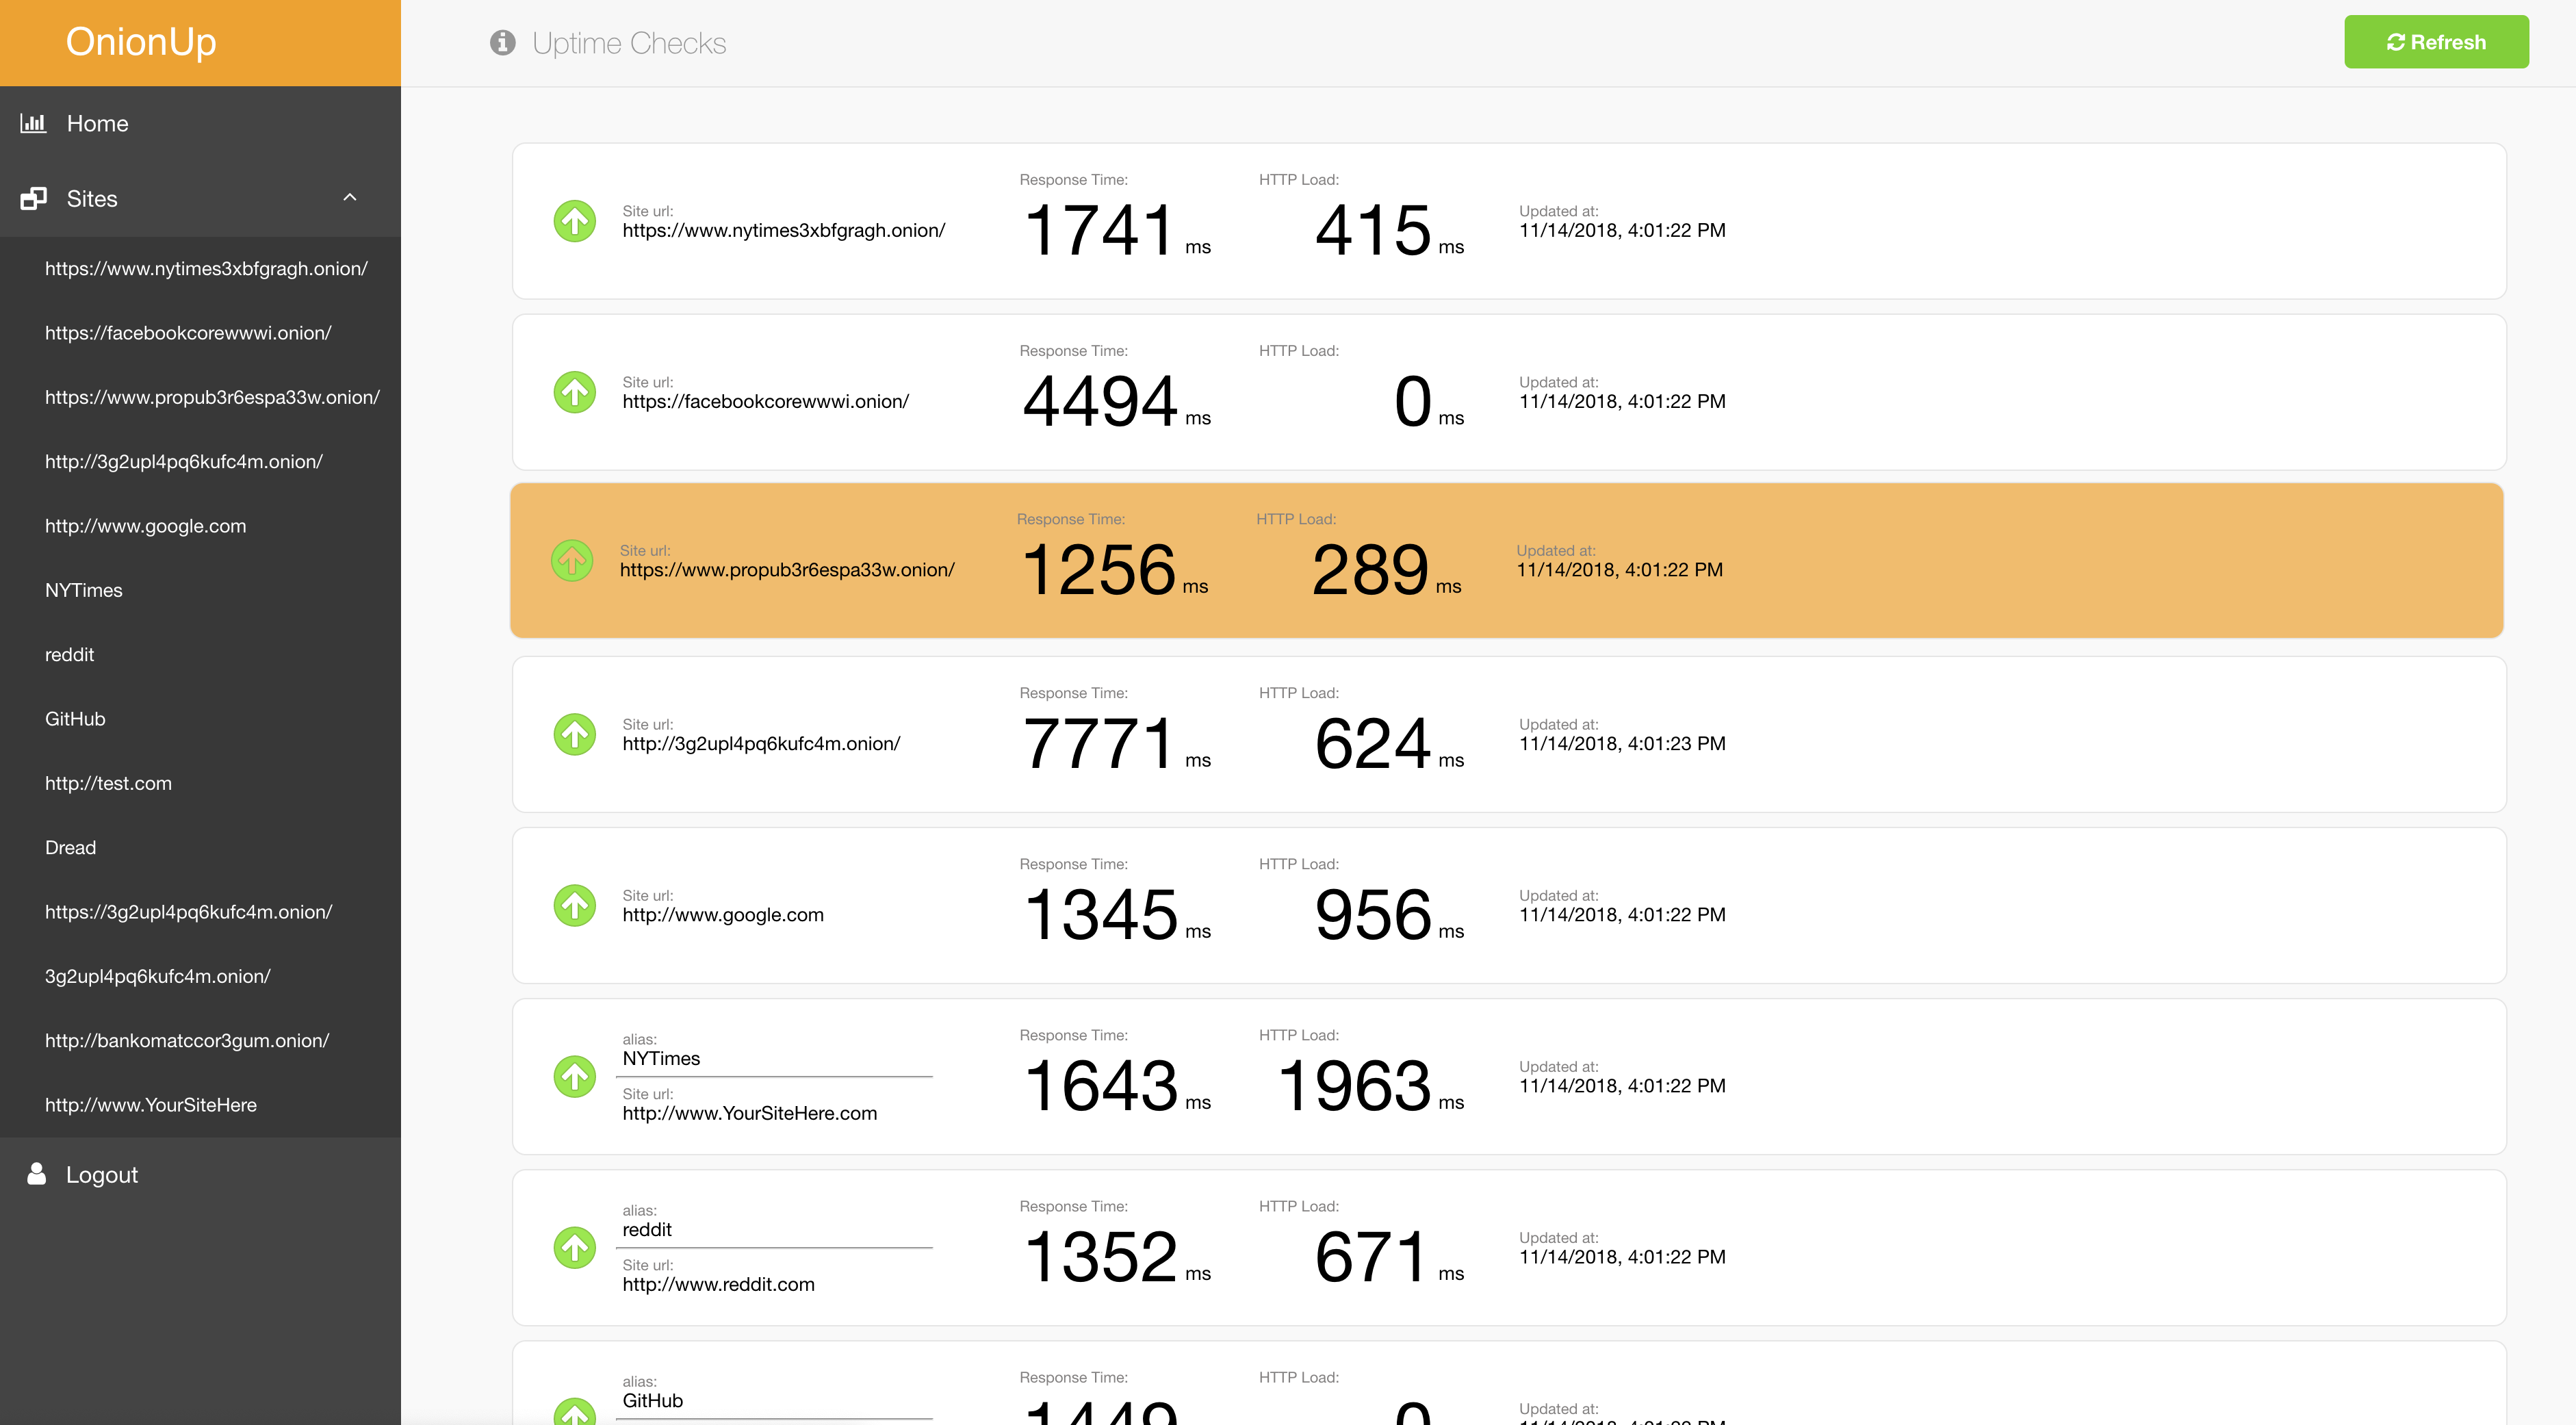 OnionUp
Uptime Checks
Refresh
Home
Sites
https://www.nytimes3xbfgragh.onion/
https://facebookcorewwwi.onion/
https://www.propub3r6espa33w.onion/
http://3g2upl4pq6kufc4m.onion/
http://www.google.com
NYTimes
reddit
GitHub
http://test.com
Dread
https://3g2upl4pq6kufc4m.onion/
3g2upl4pq6kufc4m.onion/
http://bankomatccor3gum.onion/
http://www.YourSiteHere
Logout
Response Time: HTTP Load:
Site url: Updated at:
https://www.nytimes3xbfgragh.onion/ 1741 ms 415 ms 11/14/2018, 4:01:22 PM
Response Time: HTTP Load:
Site url: Updated at:
https://facebookcorewwwi.onion/ 4494 ms 0 ms 11/14/2018, 4:01:22 PM
Response Time: HTTP Load:
Site url: Updated at:
https://www.propub3r6espa33w.onion/ 1256 ms 289 ms 11/14/2018, 4:01:22 PM
Response Time: HTTP Load:
Site url: Updated at:
http://3g2upl4pq6kufc4m.onion/ 7771 ms 624 ms 11/14/2018, 4:01:23 PM
Response Time: HTTP Load:
Site url: Updated at:
http://www.google.com 1345 ms 956 ms 11/14/2018, 4:01:22 PM
Response Time: HTTP Load:
alias:
NYTimes
Updated at:
1643 ms 1963 ms 11/14/2018, 4:01:22 PM
Site url:
http://www.YourSiteHere.com
Response Time: HTTP Load:
alias:
reddit
Updated at:
1352 ms 671 ms 11/14/2018, 4:01:22 PM
Site url:
http://www.reddit.com
Response Time: HTTP Load:
alias:
GitHub
Updated at:
1449 0